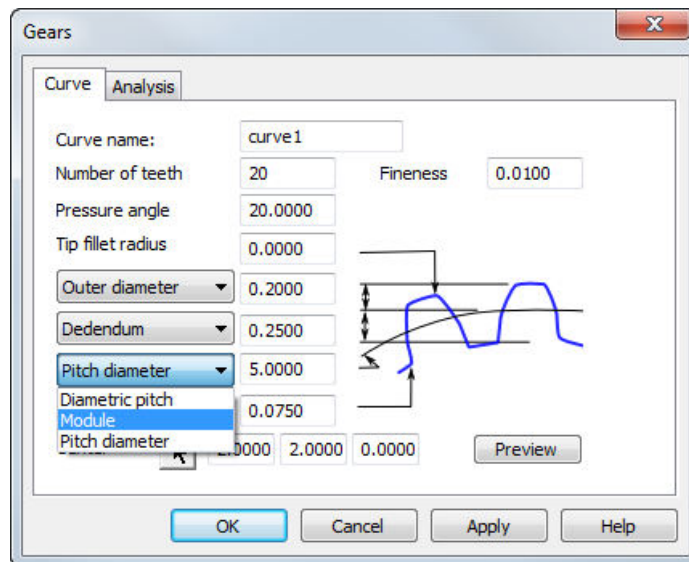 Gears
Curve Analysis
Curve name: curve1
Number of teeth 20 Fineness 0.0100
Pressure angle 20.0000
Tip fillet radius 0.0000
Outer diameter 0.2000
Dedendum 0.2500
Pitch diameter 5.0000
Diametric pitch
Module 0.0750
Pitch diameter
2.0000 0.0000 Preview
OK Cancel Apply Help